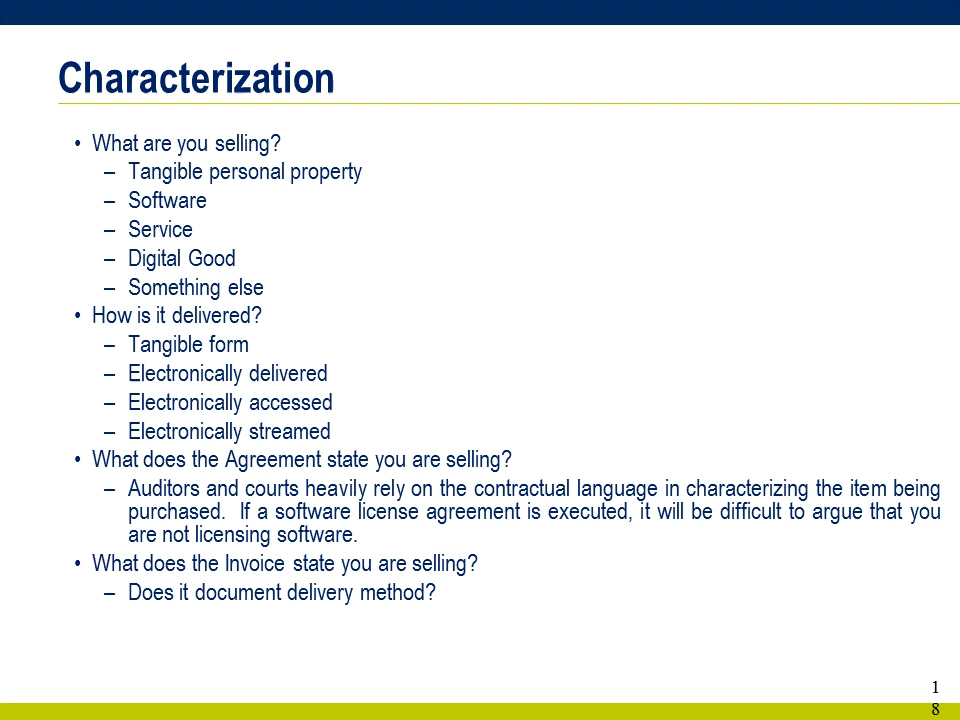 Characterization
• What are you selling?
– Tangible personal property
– Software
– Service
– Digital Good
– Something else
• How is it delivered?
– Tangible form
– Electronically delivered
– Electronically accessed
– Electronically streamed
• What does the Agreement state you are selling?
– Auditors and courts heavily rely on the contractual language in characterizing the item being
purchased.  If a software license agreement is executed, it will be difficult to argue that you
are not licensing software.
• What does the Invoice state you are selling?
– Does it document delivery method?
1
8